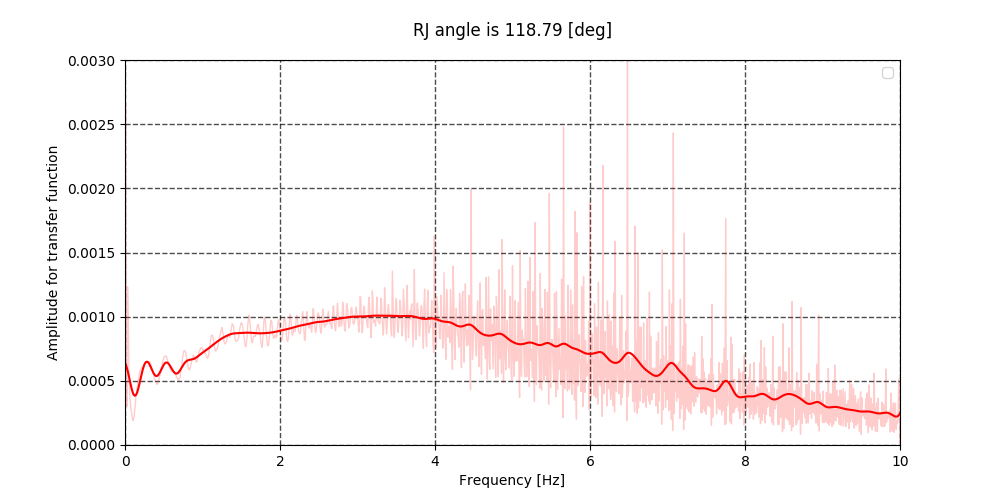 RJ angle is 118.79 [deg]
0.0030
0.0025
0.0020
0.0015
0.0010
0.0005
0.0000
Amplitude for transfer function
0 2 4 6 8 10
Frequency [Hz]